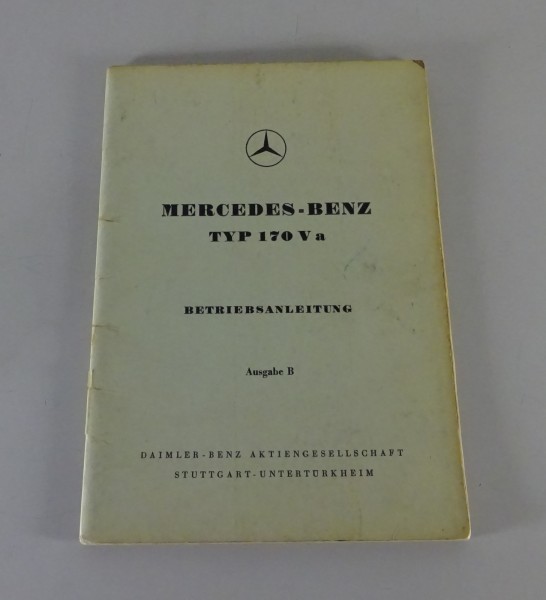 MERCEDES-BENZ
TYP 170 Va
BETRIEBSANLEITUNG
Ausgabe B
DAIMLER-BENZ AKTIENGESELLSCHAFT
STUTTGART-UNTERTÜRKHEIM